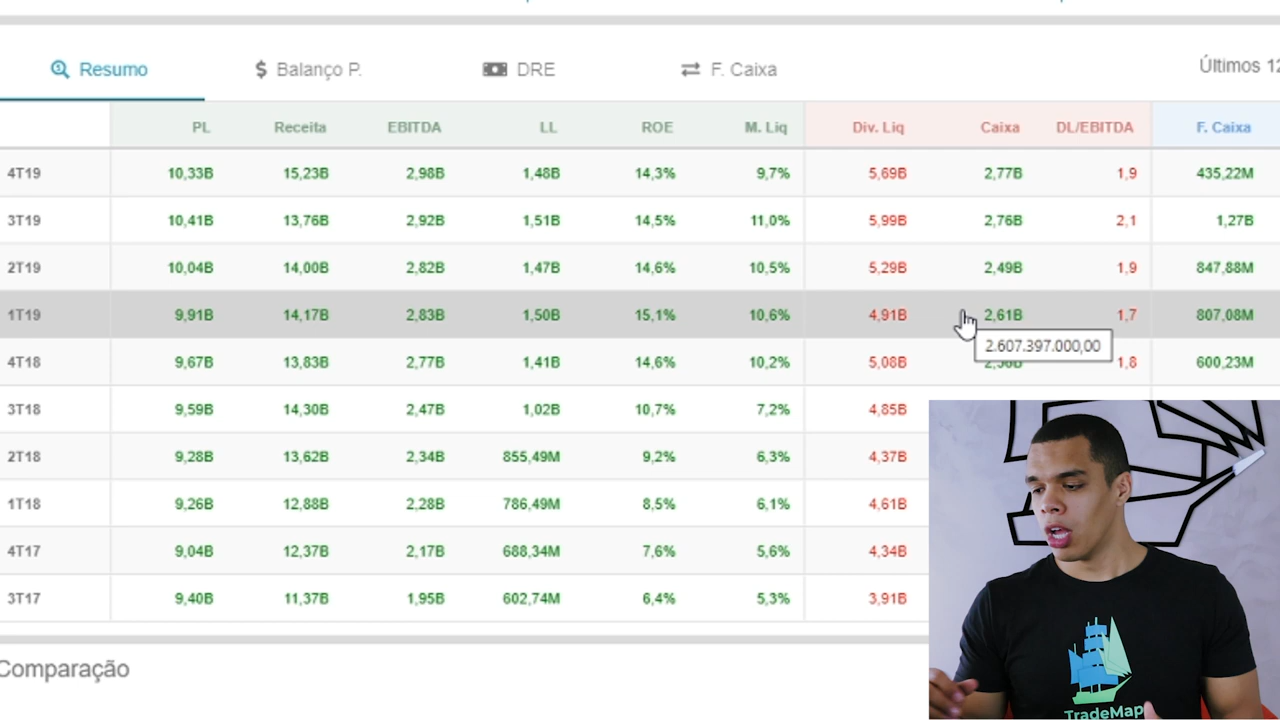 Resumo $ Balanço P. DRE F. Caixa Últimos 12
PL Receita EBITDA LL ROE M. Liq Div. Liq Caixa DL/EBITDA F. Caixa
4T19 10,33B 15,23B 2,98B 1,48B 14,3% 9,7% 5,69B 2,77B 1,9 435,22M
3T19 10,41B 13,76B 2,92B 1,51B 14,5% 11,0% 5,99B 2,76B 2,1 1,27B
2T19 10,04B 14,00B 2,82B 1,47B 14,6% 10,5% 5,29B 2,49B 1,9 847,88M
1T19 9,91B 14,17B 2,83B 1,50B 15,1% 10,6% 4,91B 2,61B 1,7 807,08M
2.607.397.000,00
4T18 9,67B 13,83B 2,77B 1,41B 14,6% 10,2% 5,08B 1,8 600,23M
3T18 9,59B 14,30B 2,47B 1,02B 10,7% 7,2% 4,85B
2T18 9,28B 13,62B 2,34B 855,49M 9,2% 6,3% 4,37B
1T18 9,26B 12,88B 2,28B 786,49M 8,5% 6,1% 4,61B
4T17 9,04B 12,37B 2,17B 688,34M 7,6% 5,6% 4,34B
3T17 9,40B 11,37B 1,95B 602,74M 6,4% 5,3% 3,91B
Comparação
TradeMap